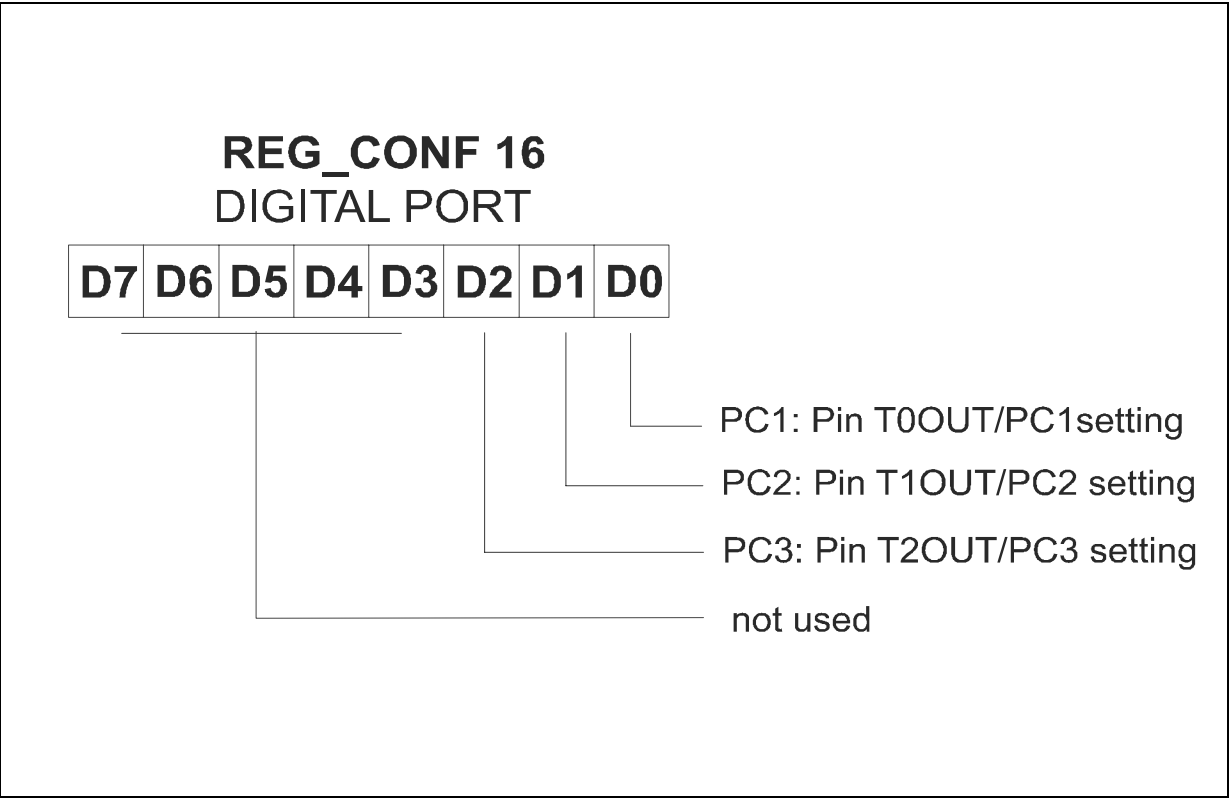 REG_CONF 16
DIGITAL PORT
D7 D6 D5 D4 D3 D2 D1 D0
PC1: Pin T0OUT/PC1setting
PC2: Pin T1OUT/PC2 setting
PC3: Pin T2OUT/PC3 setting
not used